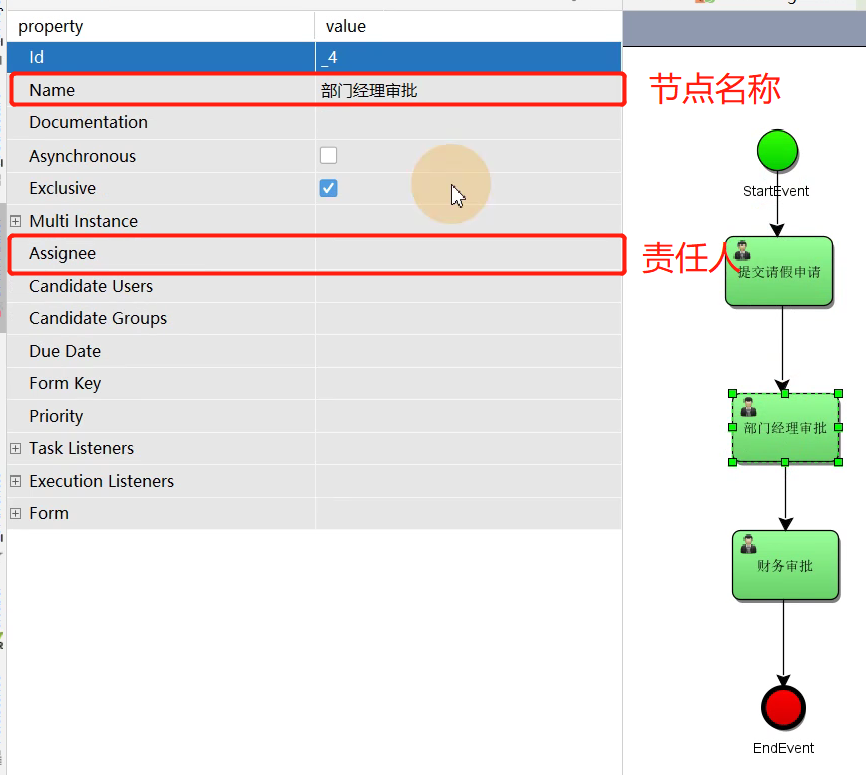 property value
Id _4
Name 部门经理审批
节点名称
Documentation
Asynchronous
Exclusive
Multi Instance
Assignee
责任人
Candidate Users
Candidate Groups
Due Date
Form Key
Priority
Task Listeners
Execution Listeners
Form
StartEvent
提交请假申请
部门经理审批
财务审批
EndEvent